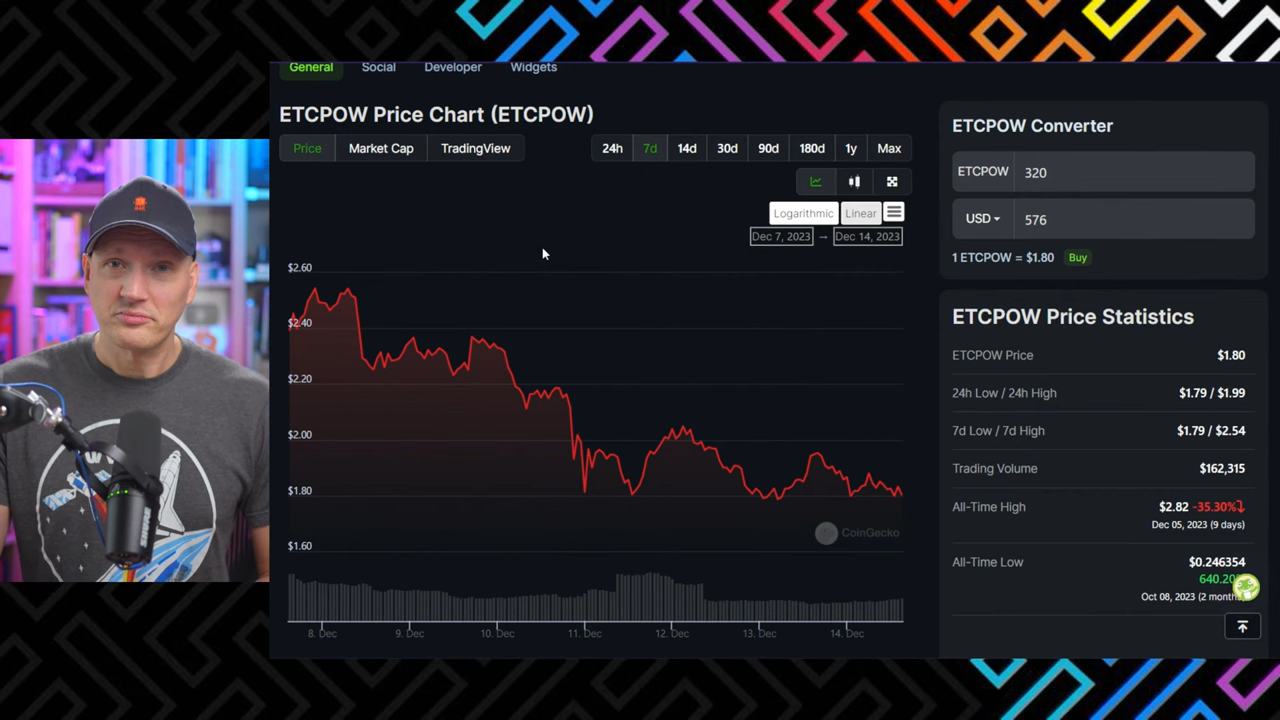 General Social Developer Widgets
ETCPOW Price Chart (ETCPOW)
Price Market Cap TradingView
24h 7d 14d 30d 90d 180d 1y Max
Logarithmic Linear
Dec 7, 2023 → Dec 14, 2023
$2.60
$2.40
$2.20
$2.00
$1.80
$1.60
CoinGecko
8. Dec 9. Dec 10. Dec 11. Dec 12. Dec 13. Dec 14. Dec
ETCPOW Converter
ETCPOW 320
USD 576
1 ETCPOW = $1.80 Buy
ETCPOW Price Statistics
ETCPOW Price $1.80
24h Low / 24h High $1.79 / $1.99
7d Low / 7d High $1.79 / $2.54
Trading Volume $162,315
All-Time High $2.82 -35.30%
Dec 05, 2023 (9 days)
All-Time Low $0.246354
640.20
Oct 08, 2023 (2 month